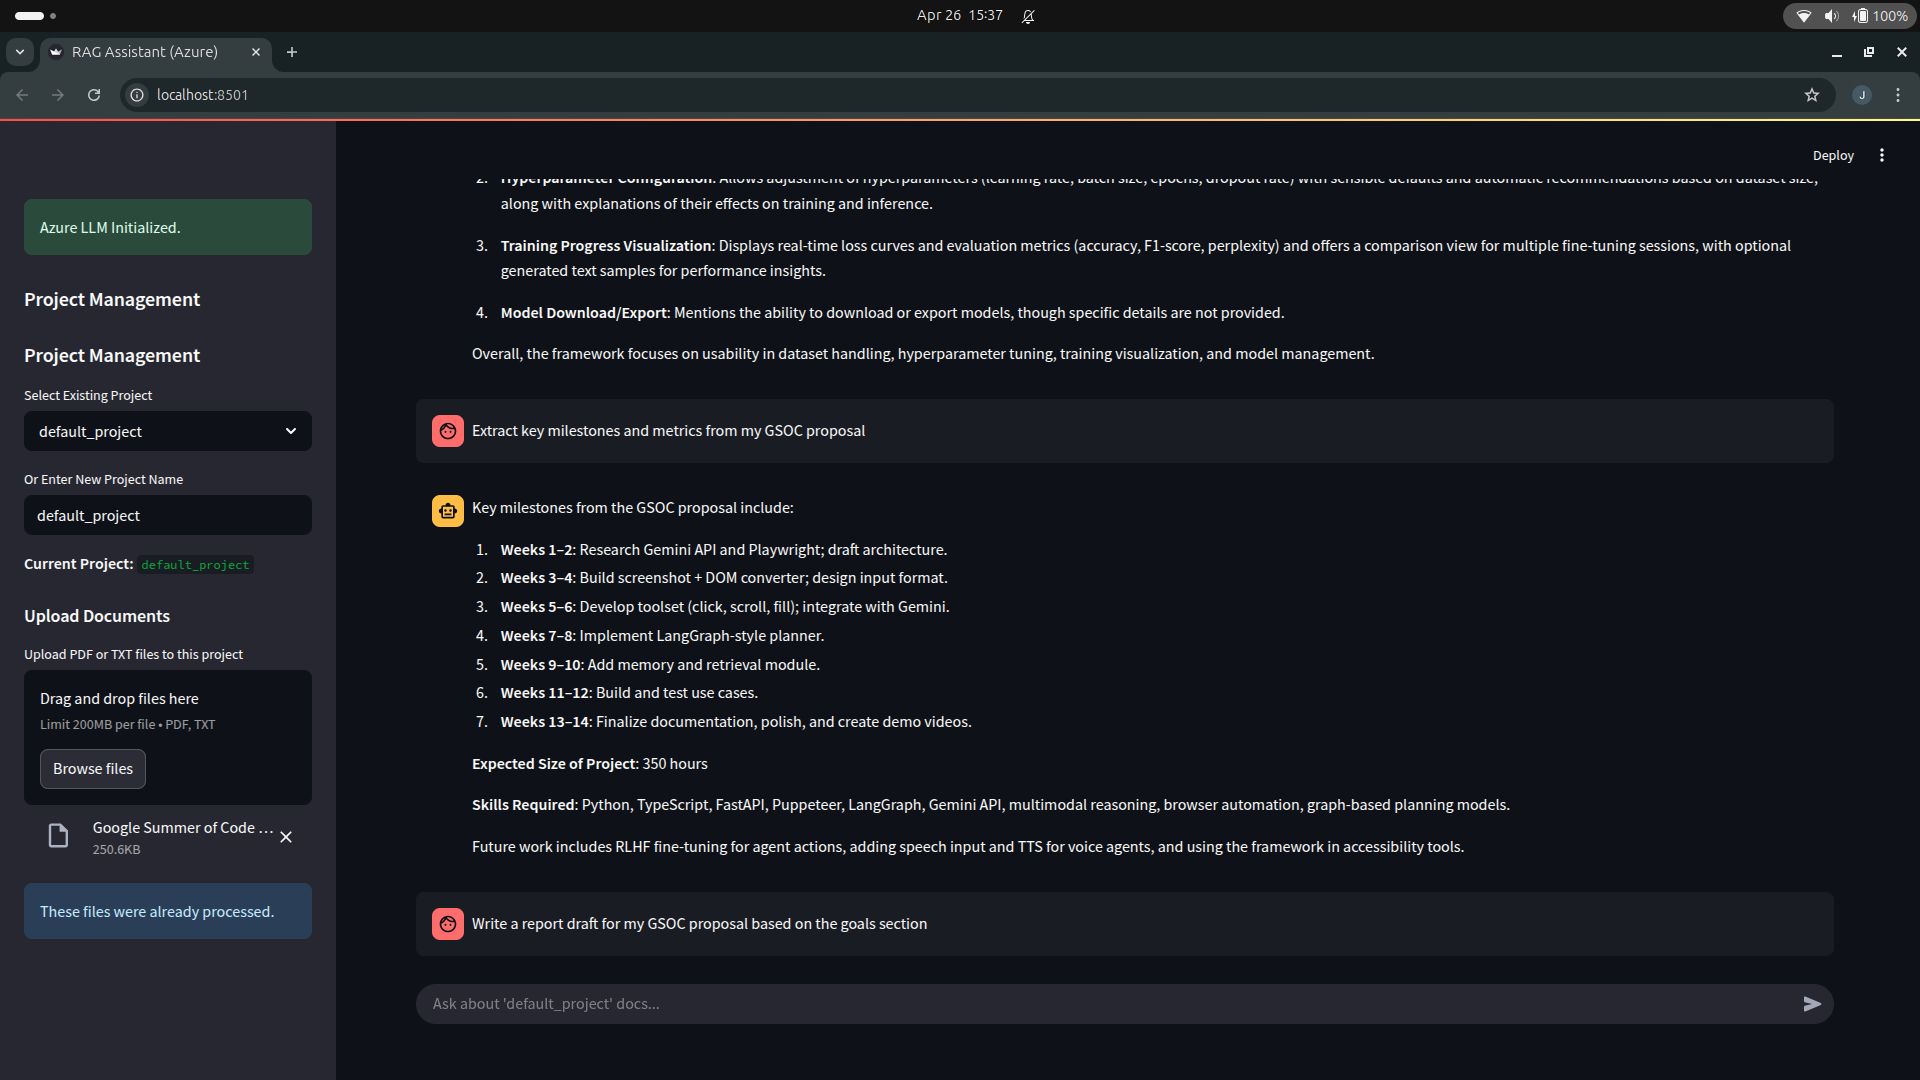 Apr 26 15:37
100%
RAG Assistant (Azure)
localhost:8501
J
Deploy
Azure LLM Initialized.
Project Management
Project Management
Select Existing Project
default_project
Or Enter New Project Name
default_project
Current Project: default_project
Upload Documents
Upload PDF or TXT files to this project
Drag and drop files here
Limit 200MB per file • PDF, TXT
Browse files
Google Summer of Code ...
250.6KB
These files were already processed.
2. Hyperparameter Configuration: Allows adjustment of hyperparameters (learning rate, batch size, epochs, dropout rate) with sensible defaults and automatic recommendations based on dataset size,
along with explanations of their effects on training and inference.
3. Training Progress Visualization: Displays real-time loss curves and evaluation metrics (accuracy, F1-score, perplexity) and offers a comparison view for multiple fine-tuning sessions, with optional
generated text samples for performance insights.
4. Model Download/Export: Mentions the ability to download or export models, though specific details are not provided.
Overall, the framework focuses on usability in dataset handling, hyperparameter tuning, training visualization, and model management.
Extract key milestones and metrics from my GSOC proposal
Key milestones from the GSOC proposal include:
1. Weeks 1–2: Research Gemini API and Playwright; draft architecture.
2. Weeks 3–4: Build screenshot + DOM converter; design input format.
3. Weeks 5–6: Develop toolset (click, scroll, fill); integrate with Gemini.
4. Weeks 7–8: Implement LangGraph-style planner.
5. Weeks 9–10: Add memory and retrieval module.
6. Weeks 11–12: Build and test use cases.
7. Weeks 13–14: Finalize documentation, polish, and create demo videos.
Expected Size of Project: 350 hours
Skills Required: Python, TypeScript, FastAPI, Puppeteer, LangGraph, Gemini API, multimodal reasoning, browser automation, graph-based planning models.
Future work includes RLHF fine-tuning for agent actions, adding speech input and TTS for voice agents, and using the framework in accessibility tools.
Write a report draft for my GSOC proposal based on the goals section
Ask about 'default_project' docs...